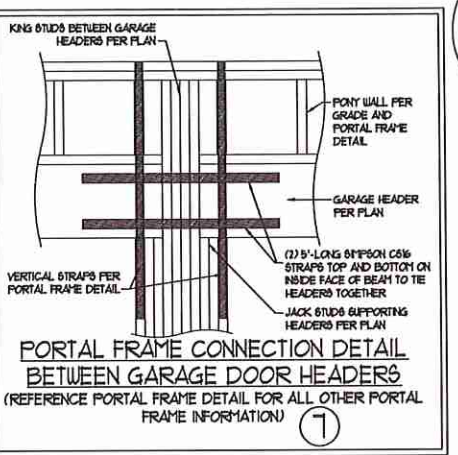 KING STUDS BETWEEN GARAGE
HEADERS PER PLAN
PONY WALL PER
GRADE AND
PORTAL FRAME
DETAIL
GARAGE HEADER
PER PLAN
(2) 5'-LONG SIMPSON CS16
STRAPS TOP AND BOTTOM ON
INSIDE FACE OF BEAM TO TIE
HEADERS TOGETHER
VERTICAL STRAPS PER
PORTAL FRAME DETAIL
JACK STUDS SUPPORTING
HEADERS PER PLAN
PORTAL FRAME CONNECTION DETAIL
BETWEEN GARAGE DOOR HEADERS
(REFERENCE PORTAL FRAME DETAIL FOR ALL OTHER PORTAL
FRAME INFORMATION)
7